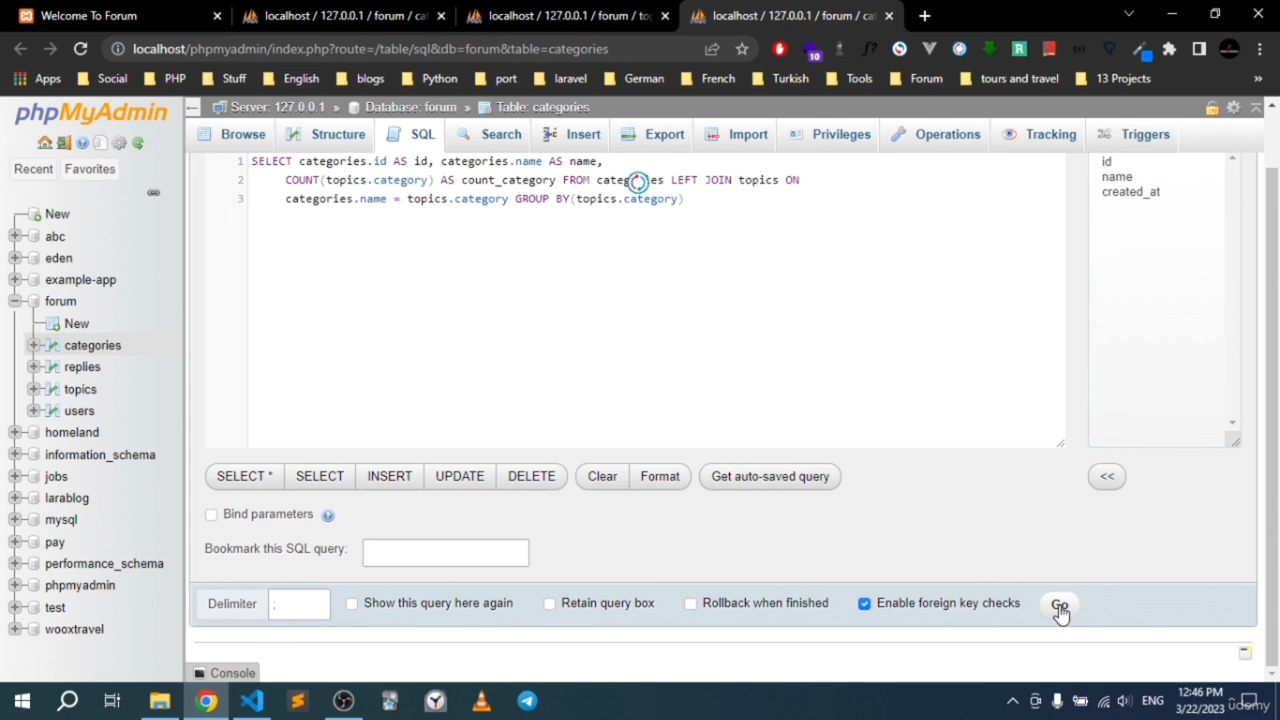 Welcome To Forum
localhost / 127.0.0.1 / forum / ca
localhost / 127.0.0.1 / forum / to
localhost / 127.0.0.1 / forum / ca
localhost/phpmyadmin/index.php?route=/table/sql&db=forum&table=categories
10
f?
R
Apps
Social
PHP
Stuff
English
blogs
Python
port
laravel
German
French
Turkish
Tools
Forum
tours and travel
13 Projects
»
phpMyAdmin
Recent
Favorites
New
abc
eden
example-app
forum
New
categories
replies
topics
users
homeland
information_schema
jobs
larablog
mysql
pay
performance_schema
phpmyadmin
test
wooxtravel
Server: 127.0.0.1 » Database: forum » Table: categories
Browse
Structure
SQL
Search
Insert
Export
Import
Privileges
Operations
Tracking
Triggers
1 SELECT categories.id AS id, categories.name AS name,
2 COUNT(topics.category) AS count_category FROM categories LEFT JOIN topics ON
3 categories.name = topics.category GROUP BY(topics.category)
id
name
created_at
SELECT *
SELECT
INSERT
UPDATE
DELETE
Clear
Format
Get auto-saved query
<<
Bind parameters
Bookmark this SQL query:
Delimiter
;
Show this query here again
Retain query box
Rollback when finished
Enable foreign key checks
Go
Console
ENG
12:46 PM
3/22/2023
udemy